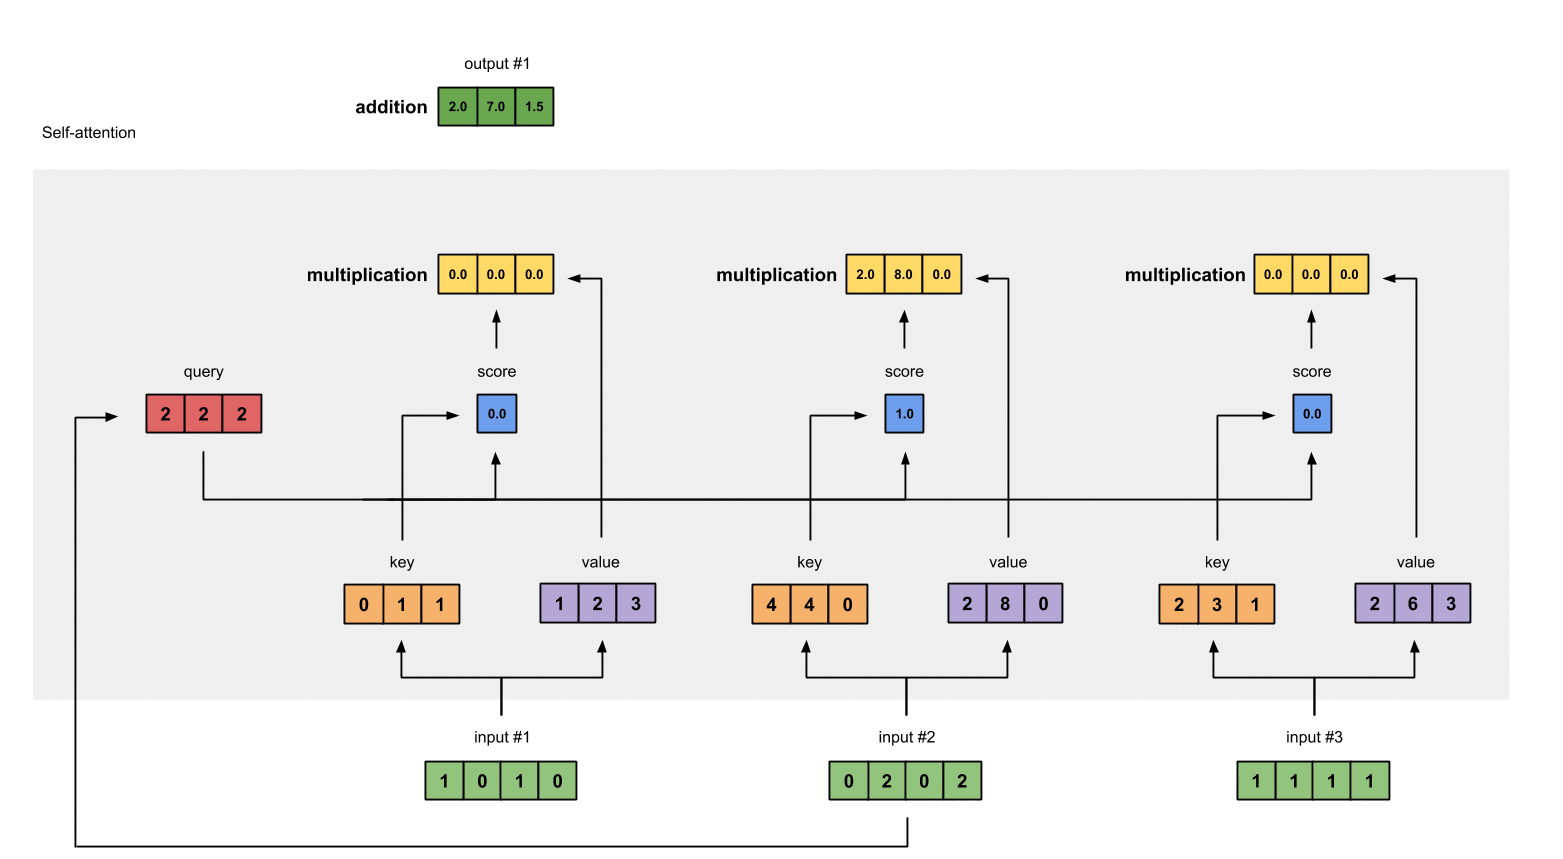 output #1
addition 2.0 7.0 1.5
Self-attention
multiplication 0.0 0.0 0.0 multiplication 2.0 8.0 0.0 multiplication 0.0 0.0 0.0
query score score score
2 2 2 0.0 1.0 0.0
key value key value key value
0 1 1 1 2 3 4 4 0 2 8 0 2 3 1 2 6 3
input #1 input #2 input #3
1 0 1 0 0 2 0 2 1 1 1 1